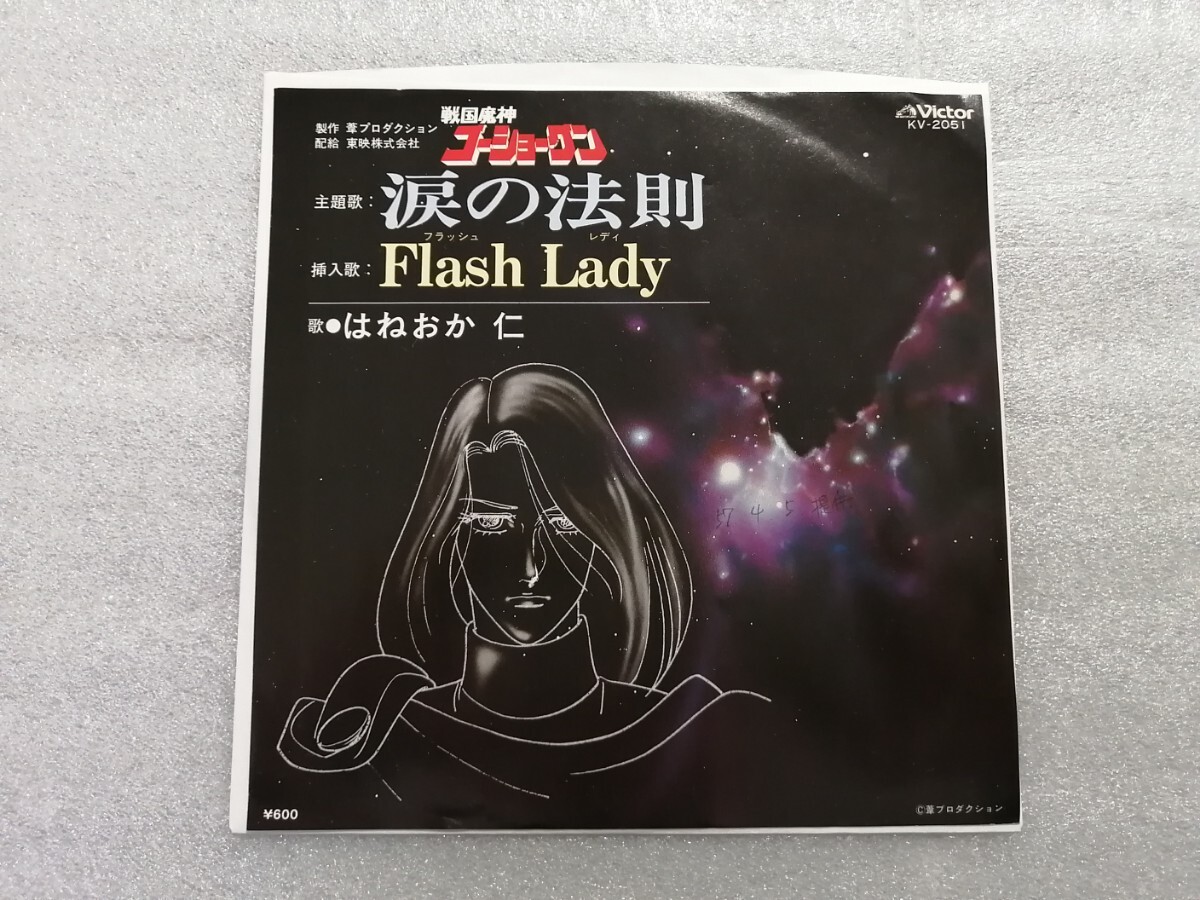 戦国魔神
ゴーショーグン
製作 葦プロダクション
配給 東映株式会社
Victor
KV-2051
主題歌：涙の法則
フラッシュ レディ
挿入歌：Flash Lady
歌●はねおか 仁
57 4 5
¥600
©葦プロダクション